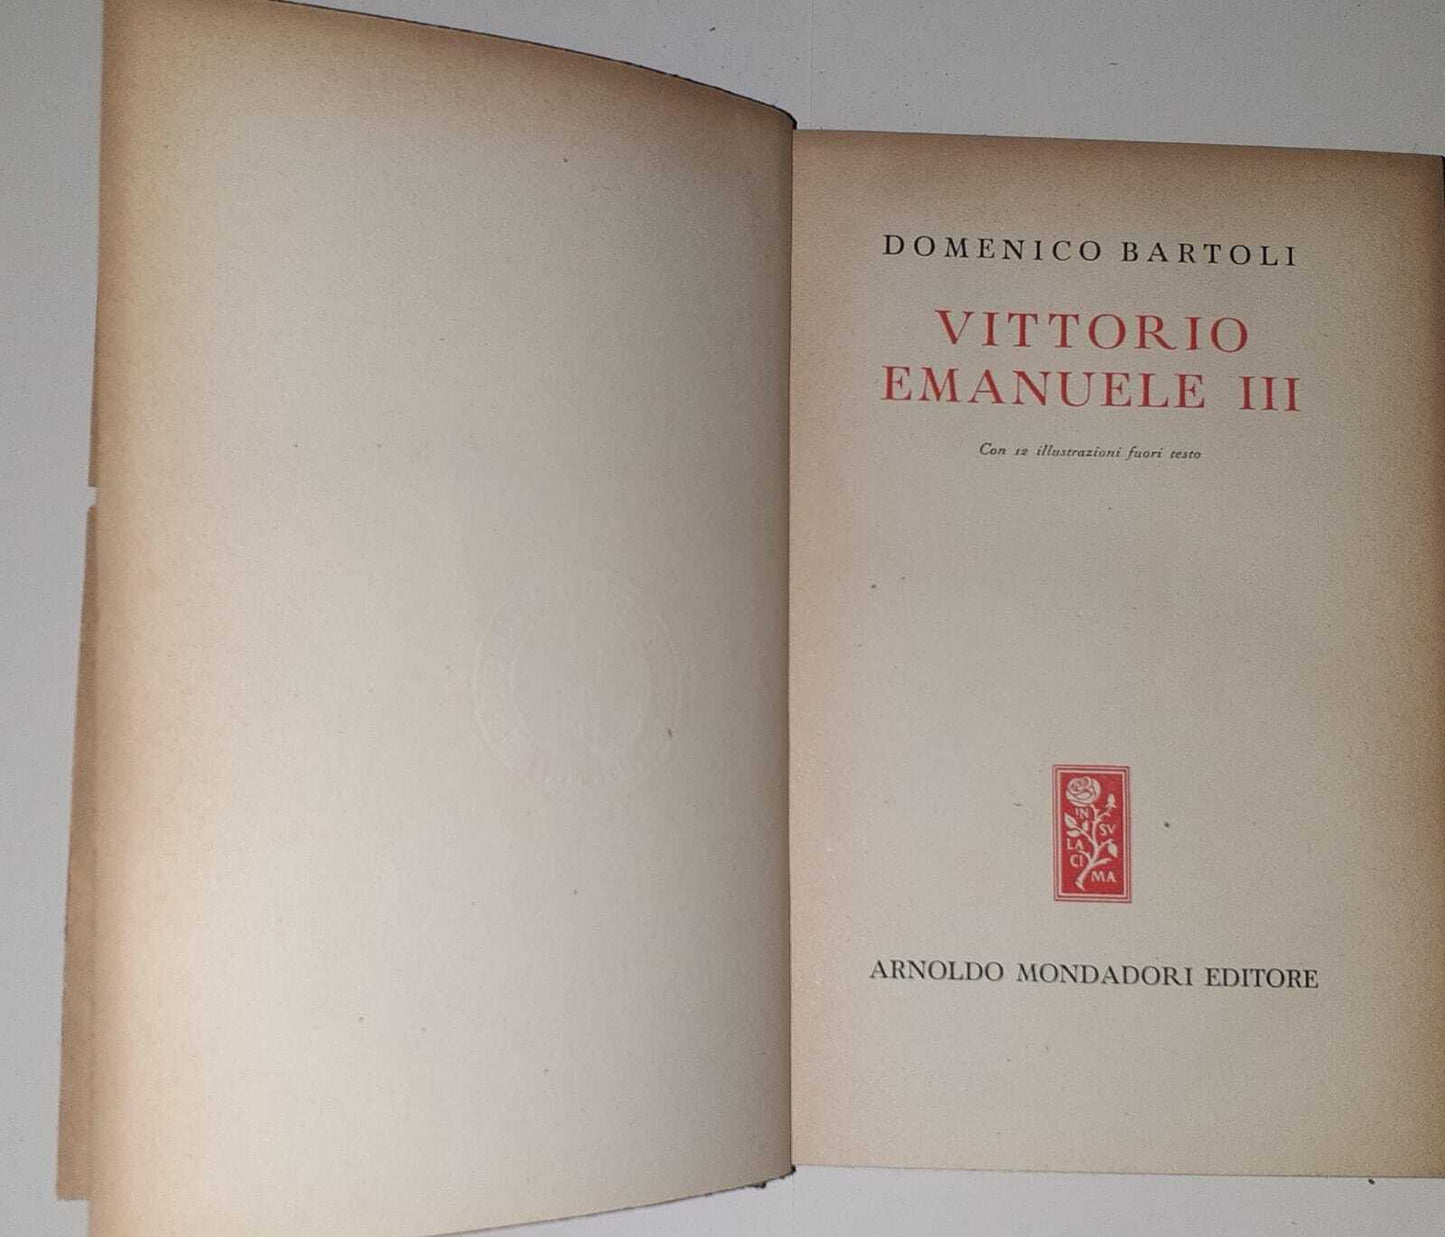 DOMENICO BARTOLI
VITTORIO
EMANUELE III
Con 12 illustrazioni fuori testo
IN
SV
LA
CI
MA
ARNOLDO MONDADORI EDITORE